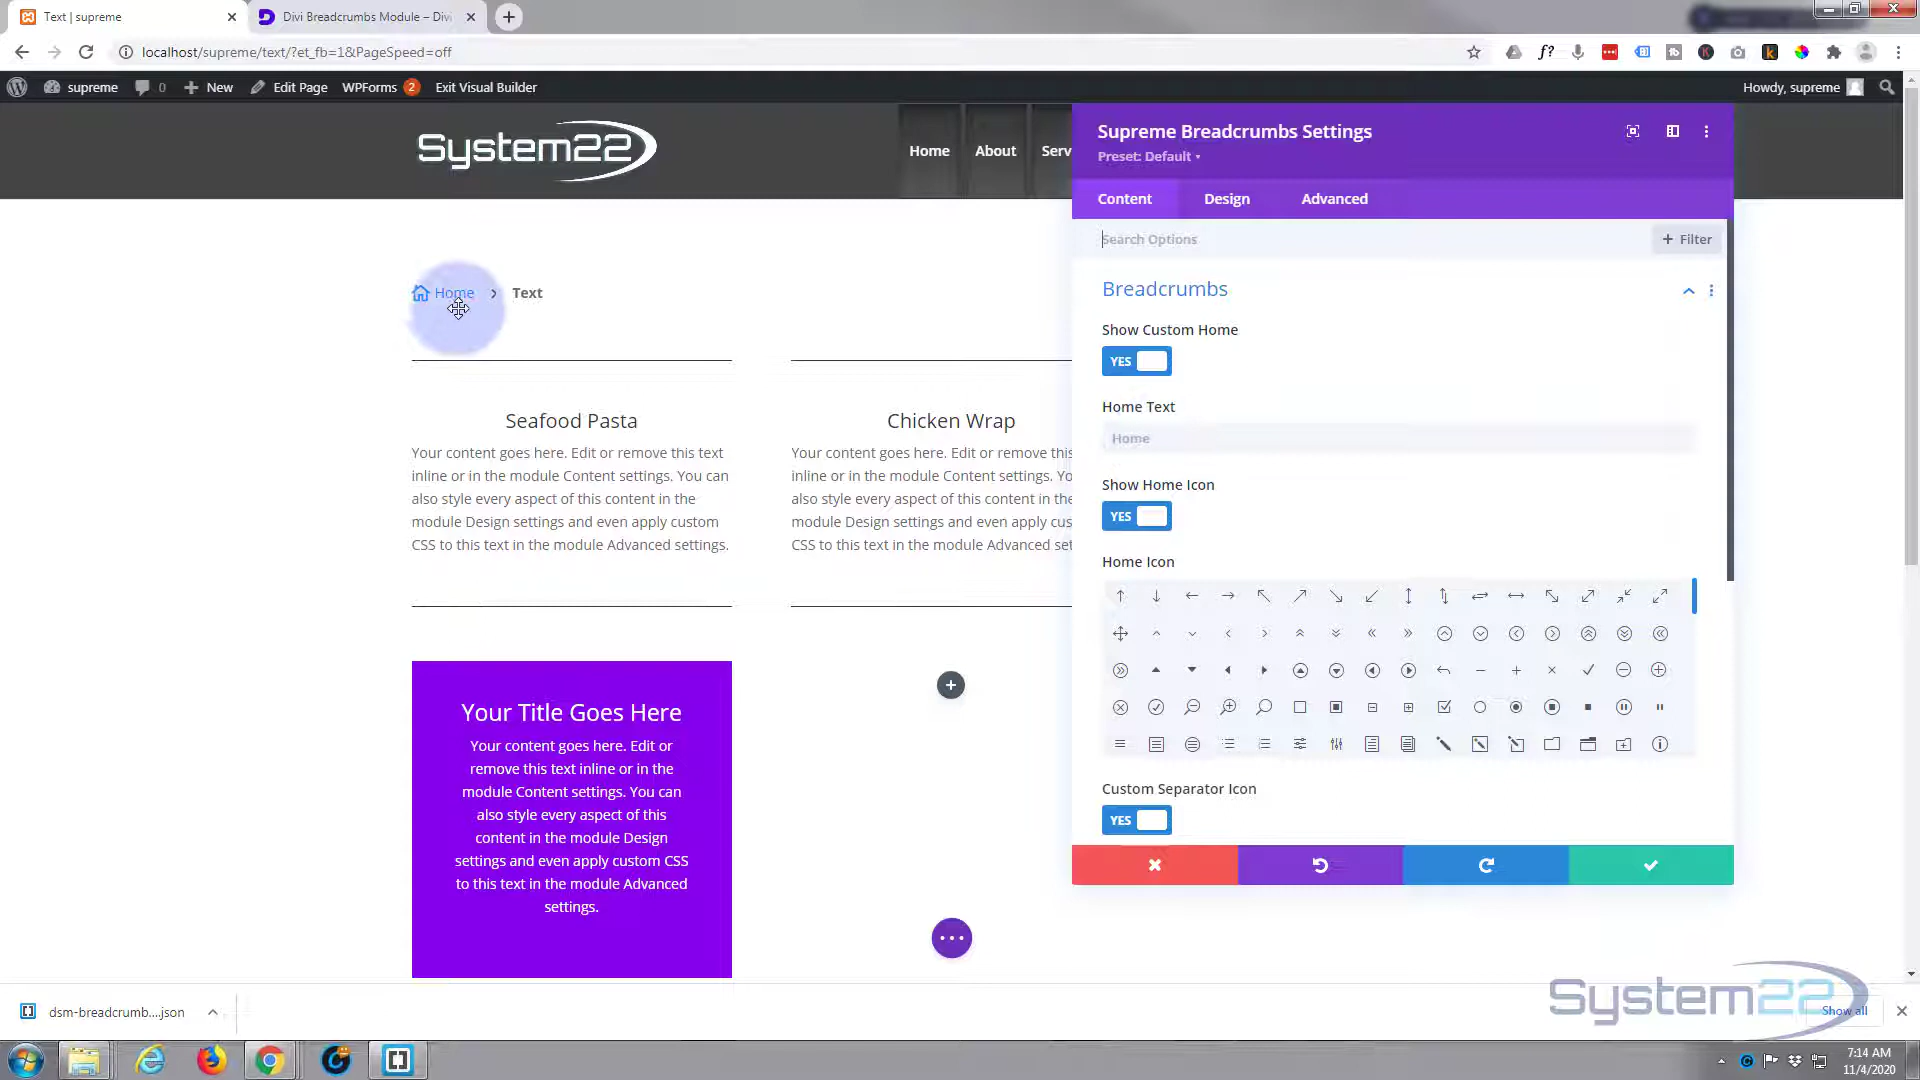 Text | supreme
Divi Breadcrumbs Module – Divi
localhost/supreme/text/?et_fb=1&PageSpeed=off
supreme
0
New
Edit Page
WPForms 2
Exit Visual Builder
Howdy, supreme
System22
Home
About
Serv
Supreme Breadcrumbs Settings
Preset: Default
Content
Design
Advanced
Search Options
+ Filter
Home
Text
Breadcrumbs
Show Custom Home
YES
Home Text
Home
Show Home Icon
YES
Home Icon
Custom Separator Icon
YES
Seafood Pasta
Your content goes here. Edit or remove this text
inline or in the module Content settings. You can
also style every aspect of this content in the
module Design settings and even apply custom
CSS to this text in the module Advanced settings.
Chicken Wrap
Your content goes here. Edit or remove this
inline or in the module Content settings. Yo
also style every aspect of this content in the
module Design settings and even apply custom
CSS to this text in the module Advanced set
Your Title Goes Here
Your content goes here. Edit or
remove this text inline or in the
module Content settings. You can
also style every aspect of this
content in the module Design
settings and even apply custom CSS
to this text in the module Advanced
settings.
System22
dsm-breadcrumb....json
Show all
7:14 AM
11/4/2020